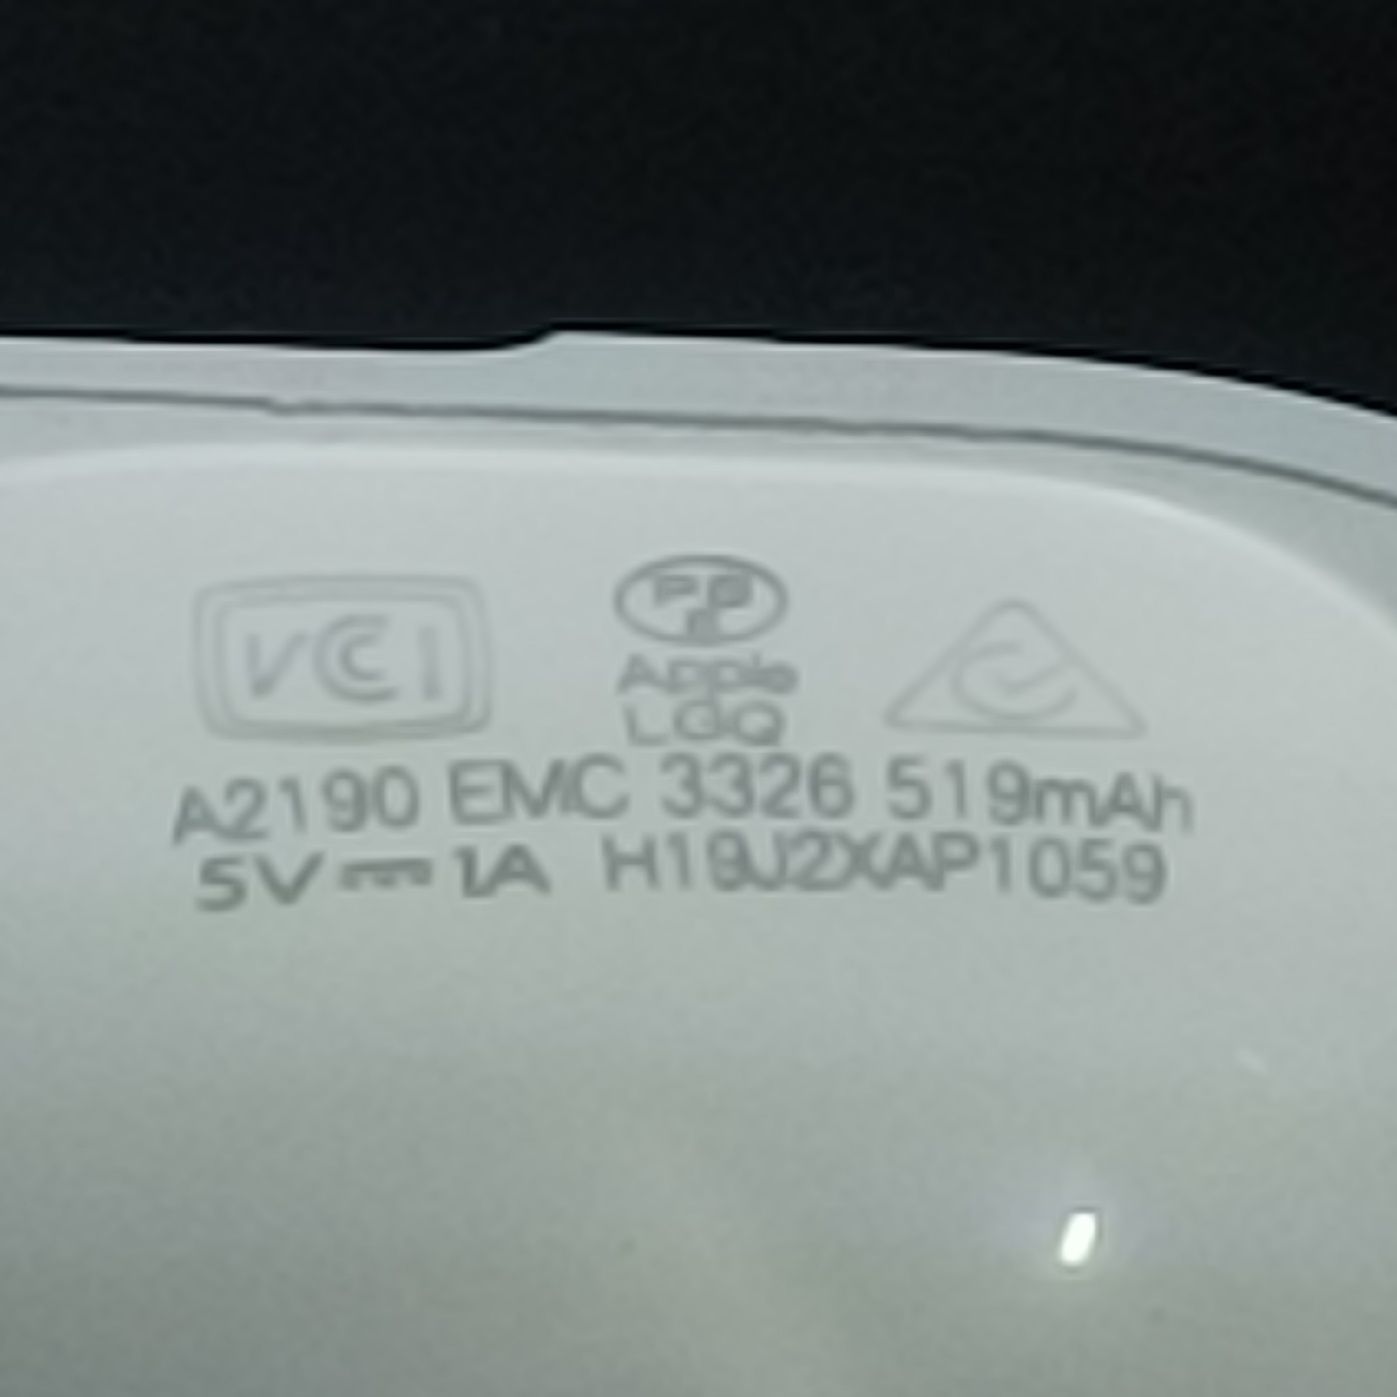 VCI
PS
E
Apple
LGQ
A2190 EMC 3326 519mAh
5V⎓1A H19J2XAP1059